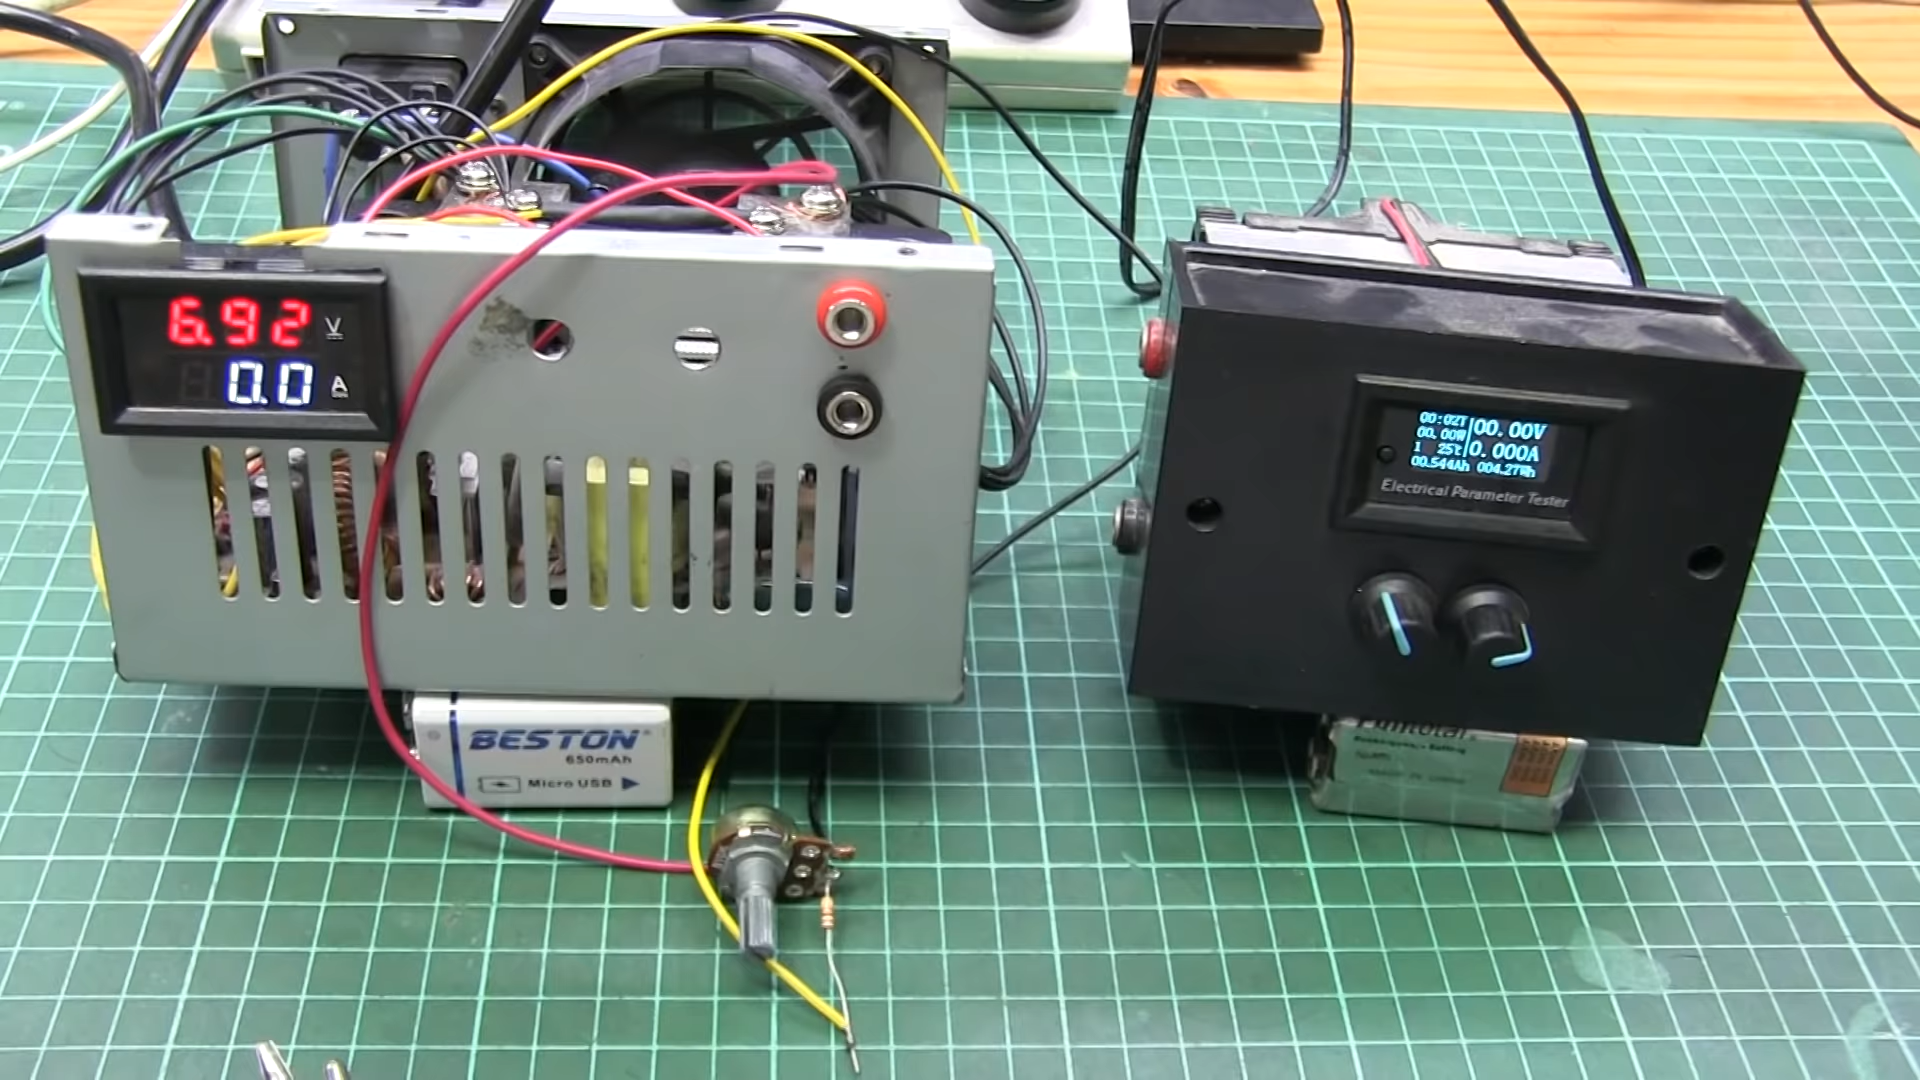 6.92 V
0.0 A
00:02T
00.00V
00.00W
1 25℃
0.000A
00.544Ah 004.27Wh
Electrical Parameter Tester
BESTON®
650mAh
Micro USB